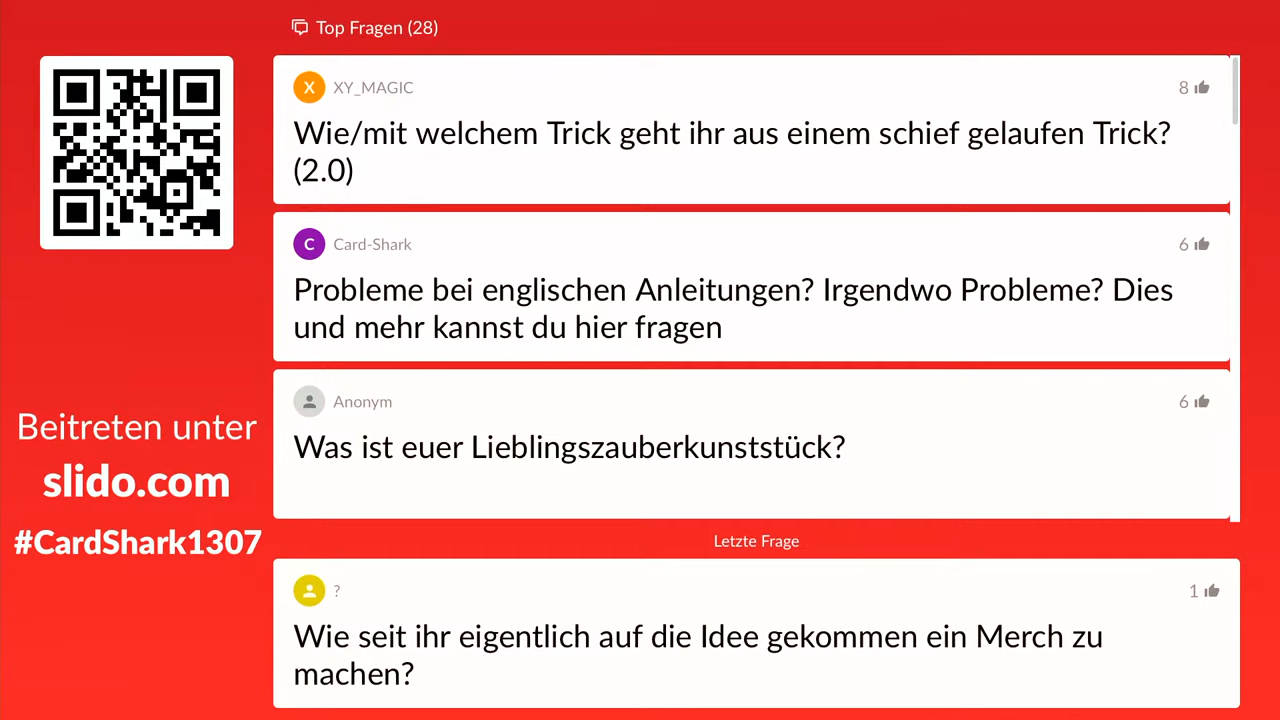 Top Fragen (28)
X XY_MAGIC 8
Wie/mit welchem Trick geht ihr aus einem schief gelaufen Trick?
(2.0)
C Card-Shark 6
Probleme bei englischen Anleitungen? Irgendwo Probleme? Dies
und mehr kannst du hier fragen
Anonym 6
Was ist euer Lieblingszauberkunststück?
Beitreten unter
slido.com
#CardShark1307
Letzte Frage
? 1
Wie seit ihr eigentlich auf die Idee gekommen ein Merch zu
machen?